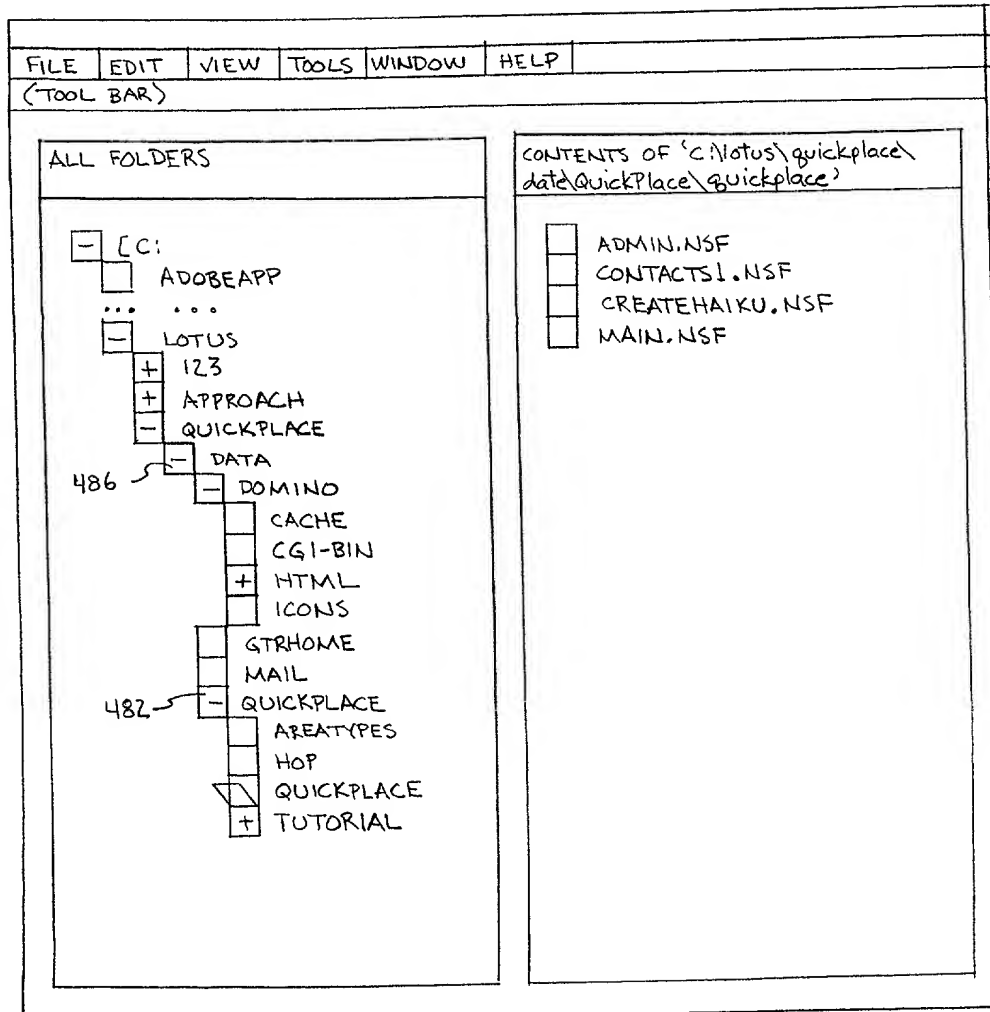 FILE EDIT VIEW TOOLS WINDOW HELP
(TOOL BAR)
ALL FOLDERS
[-] [C:
ADOBEAPP
... ...
[-] LOTUS
[+] 123
[+] APPROACH
[-] QUICKPLACE
486 [-] DATA
[-] DOMINO
CACHE
CGI-BIN
[+] HTML
ICONS
GTRHOME
MAIL
482 [-] QUICKPLACE
AREATYPES
HOP
QUICKPLACE
[+] TUTORIAL
CONTENTS OF 'C:\lotus\quickplace\
date\QuickPlace\quickplace'
ADMIN.NSF
CONTACTS1.NSF
CREATEHAIKU.NSF
MAIN.NSF